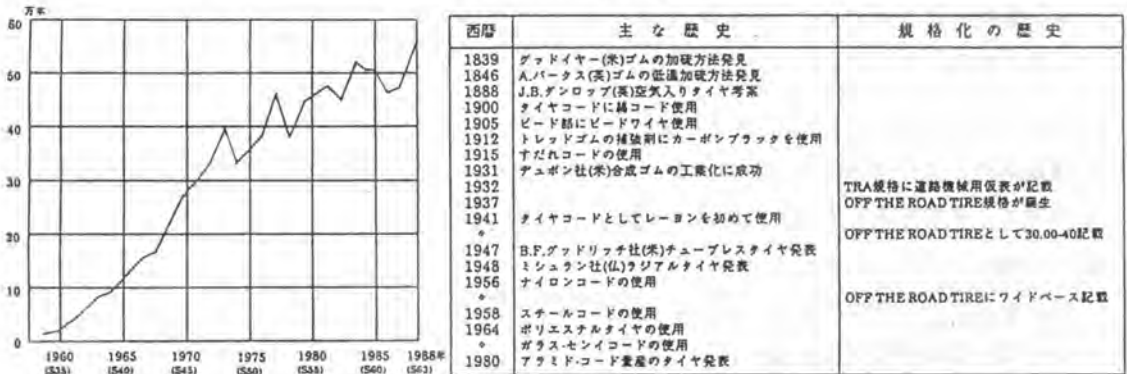 万本
60
50
40
30
20
10
0
1960 1965 1970 1975 1980 1985 1988年
(S35) (S40) (S45) (S50) (S55) (S60) (S63)
西暦 主な歴史 規格化の歴史
1839 グッドイヤー(米)ゴムの加硫方法発見
1846 A.パークス(英)ゴムの低温加硫方法発見
1888 J.B.ダンロップ(英)空気入りタイヤ考案
1900 タイヤコードに綿コード使用
1905 ビード部にビードワイヤ使用
1912 トレッドゴムの補強剤にカーボンブラックを使用
1915 すだれコードの使用
1931 デュポン社(米)合成ゴムの工業化に成功
1932 TRA規格に道路機械用仮表が記載
1937 OFF THE ROAD TIRE規格が誕生
1941 タイヤコードとしてレーヨンを初めて使用
〃 OFF THE ROAD TIREとして30.00-40記載
1947 B.F.グッドリッチ社(米)チューブレスタイヤ発表
1948 ミシュラン社(仏)ラジアルタイヤ発表
1956 ナイロンコードの使用
〃 OFF THE ROAD TIREにワイドベース記載
1958 スチールコードの使用
1964 ポリエステルタイヤの使用
〃 ガラス・センイコードの使用
1980 アラミド・コード量産のタイヤ発表